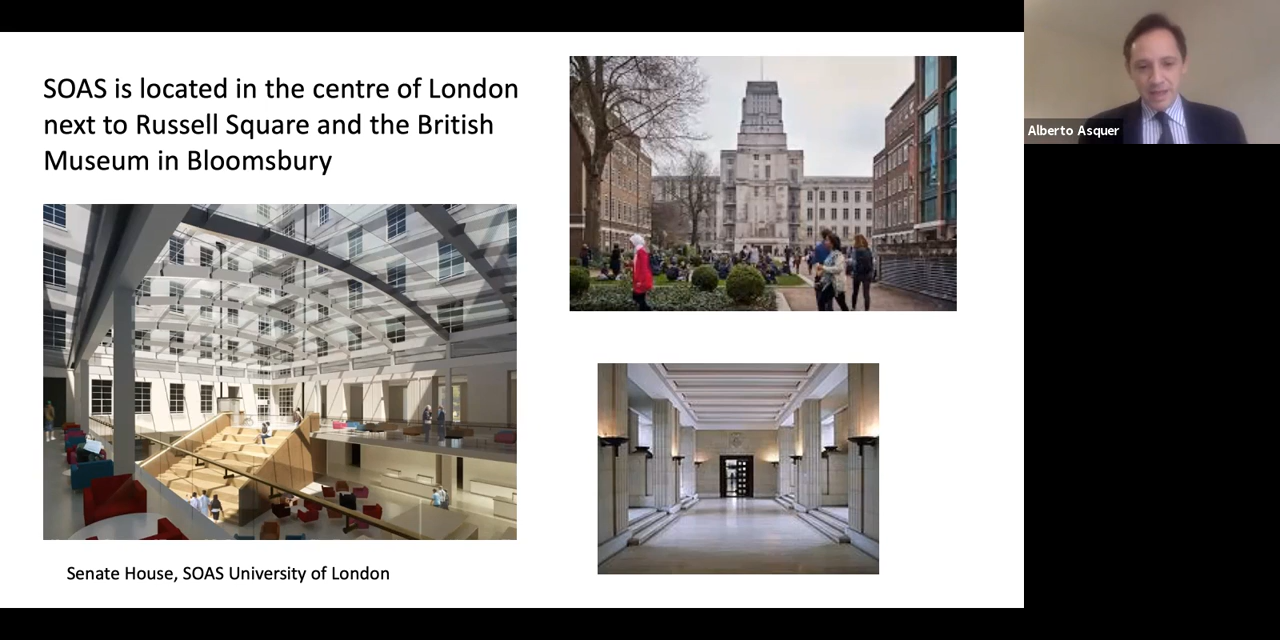 SOAS is located in the centre of London
next to Russell Square and the British
Museum in Bloomsbury
Alberto Asquer
Senate House, SOAS University of London